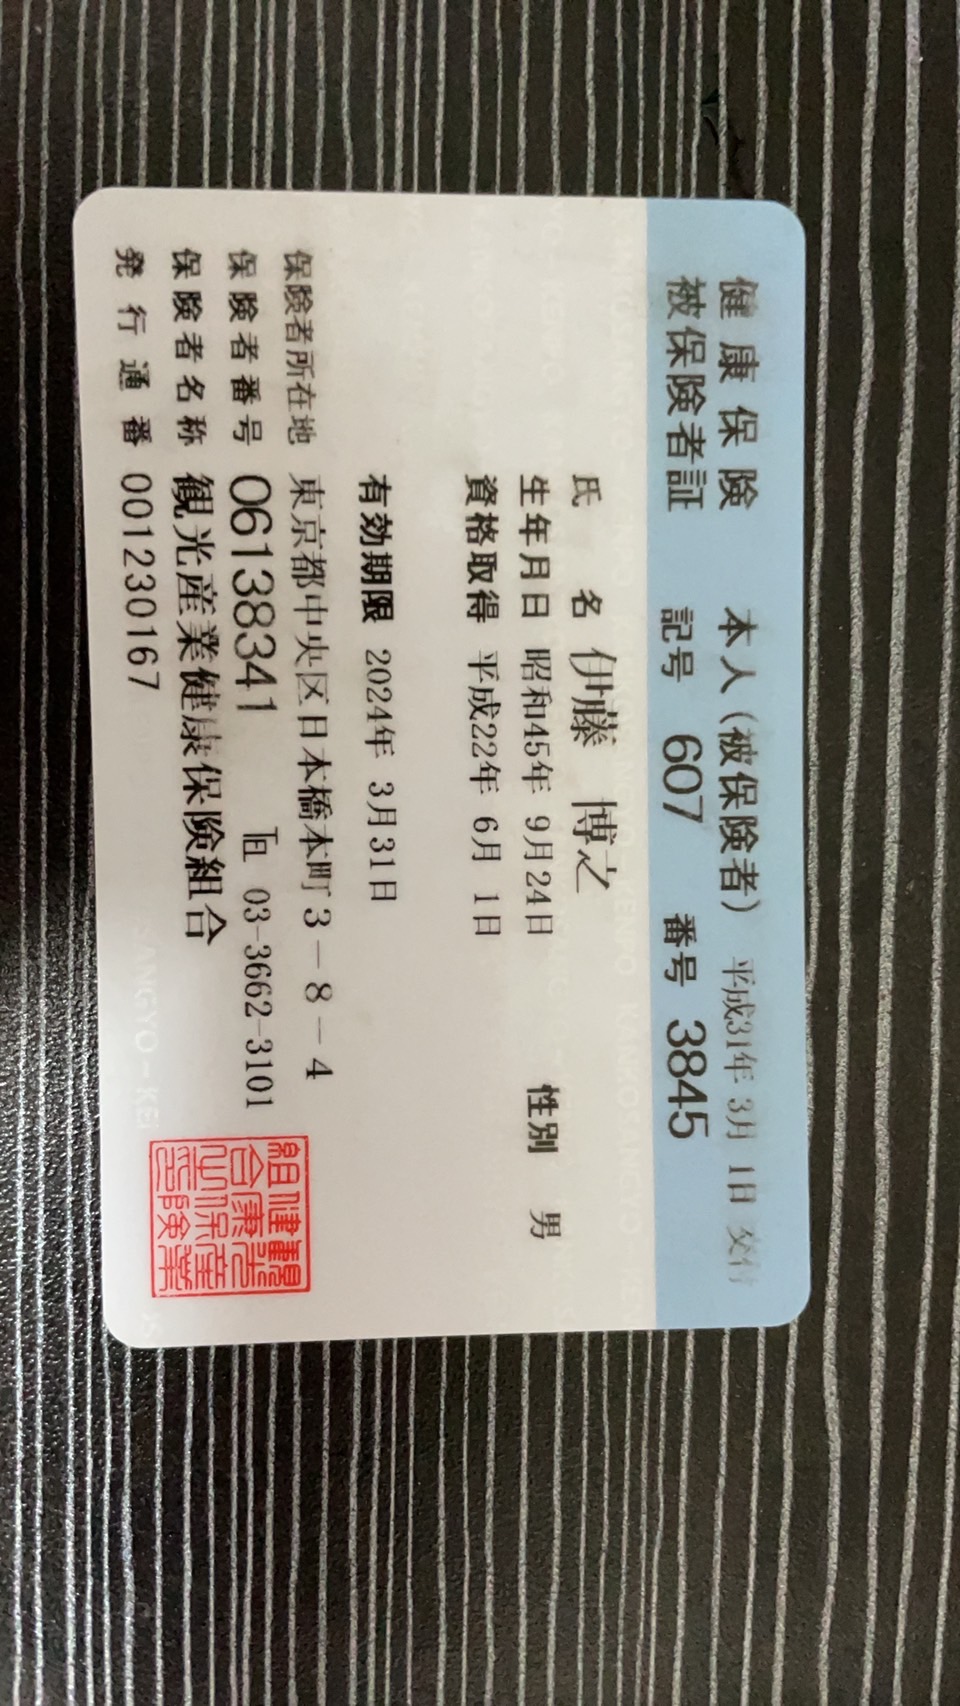 健康保険 本人(被保険者) 平成31年 3月 1日 交付
被保険者証 記号 607 番号 3845
氏名 伊藤 博之
生年月日 昭和45年 9月24日 性別 男
資格取得 平成22年 6月 1日
有効期限 2024年 3月31日
保険者所在地 東京都中央区日本橋本町3-8-4
保険者番号 06138341 ℡ 03-3662-3101
保険者名称 観光産業健康保険組合
発行通番 001230167